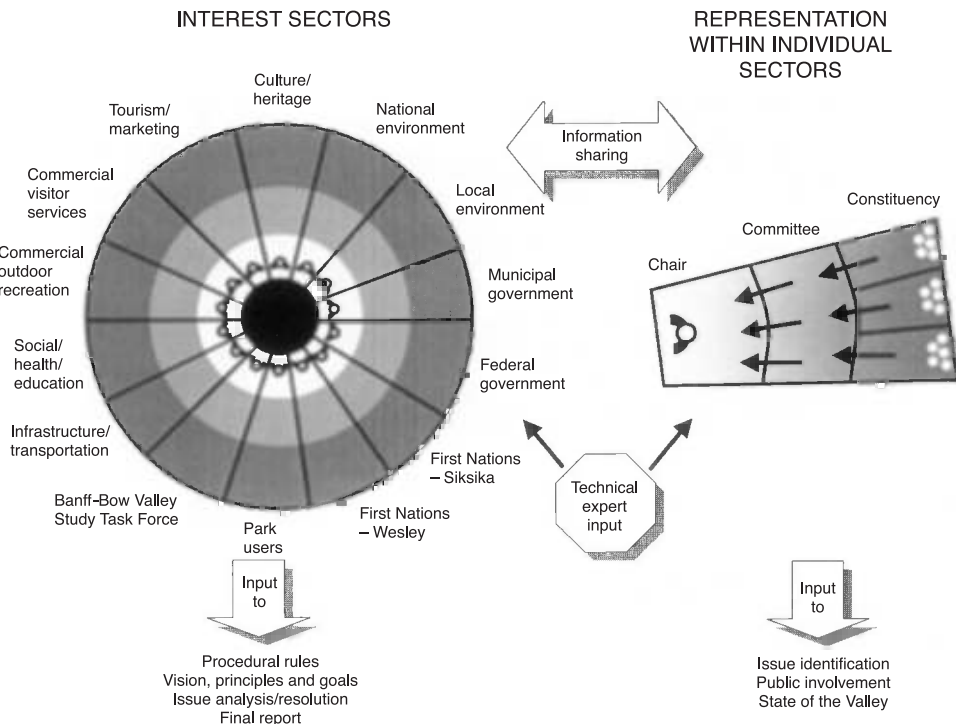 INTEREST SECTORS
REPRESENTATION
WITHIN INDIVIDUAL
SECTORS
Culture/
heritage
Tourism/
marketing
National
environment
Information
sharing
Commercial
visitor
services
Local
environment
Constituency
Committee
Chair
Commercial
outdoor
recreation
Municipal
government
Social/
health/
education
Federal
government
Infrastructure/
transportation
First Nations
– Siksika
Technical
expert
input
Banff-Bow Valley
Study Task Force
First Nations
– Wesley
Park
users
Input
to
Input
to
Procedural rules
Vision, principles and goals
Issue analysis/resolution
Final report
Issue identification
Public involvement
State of the Valley